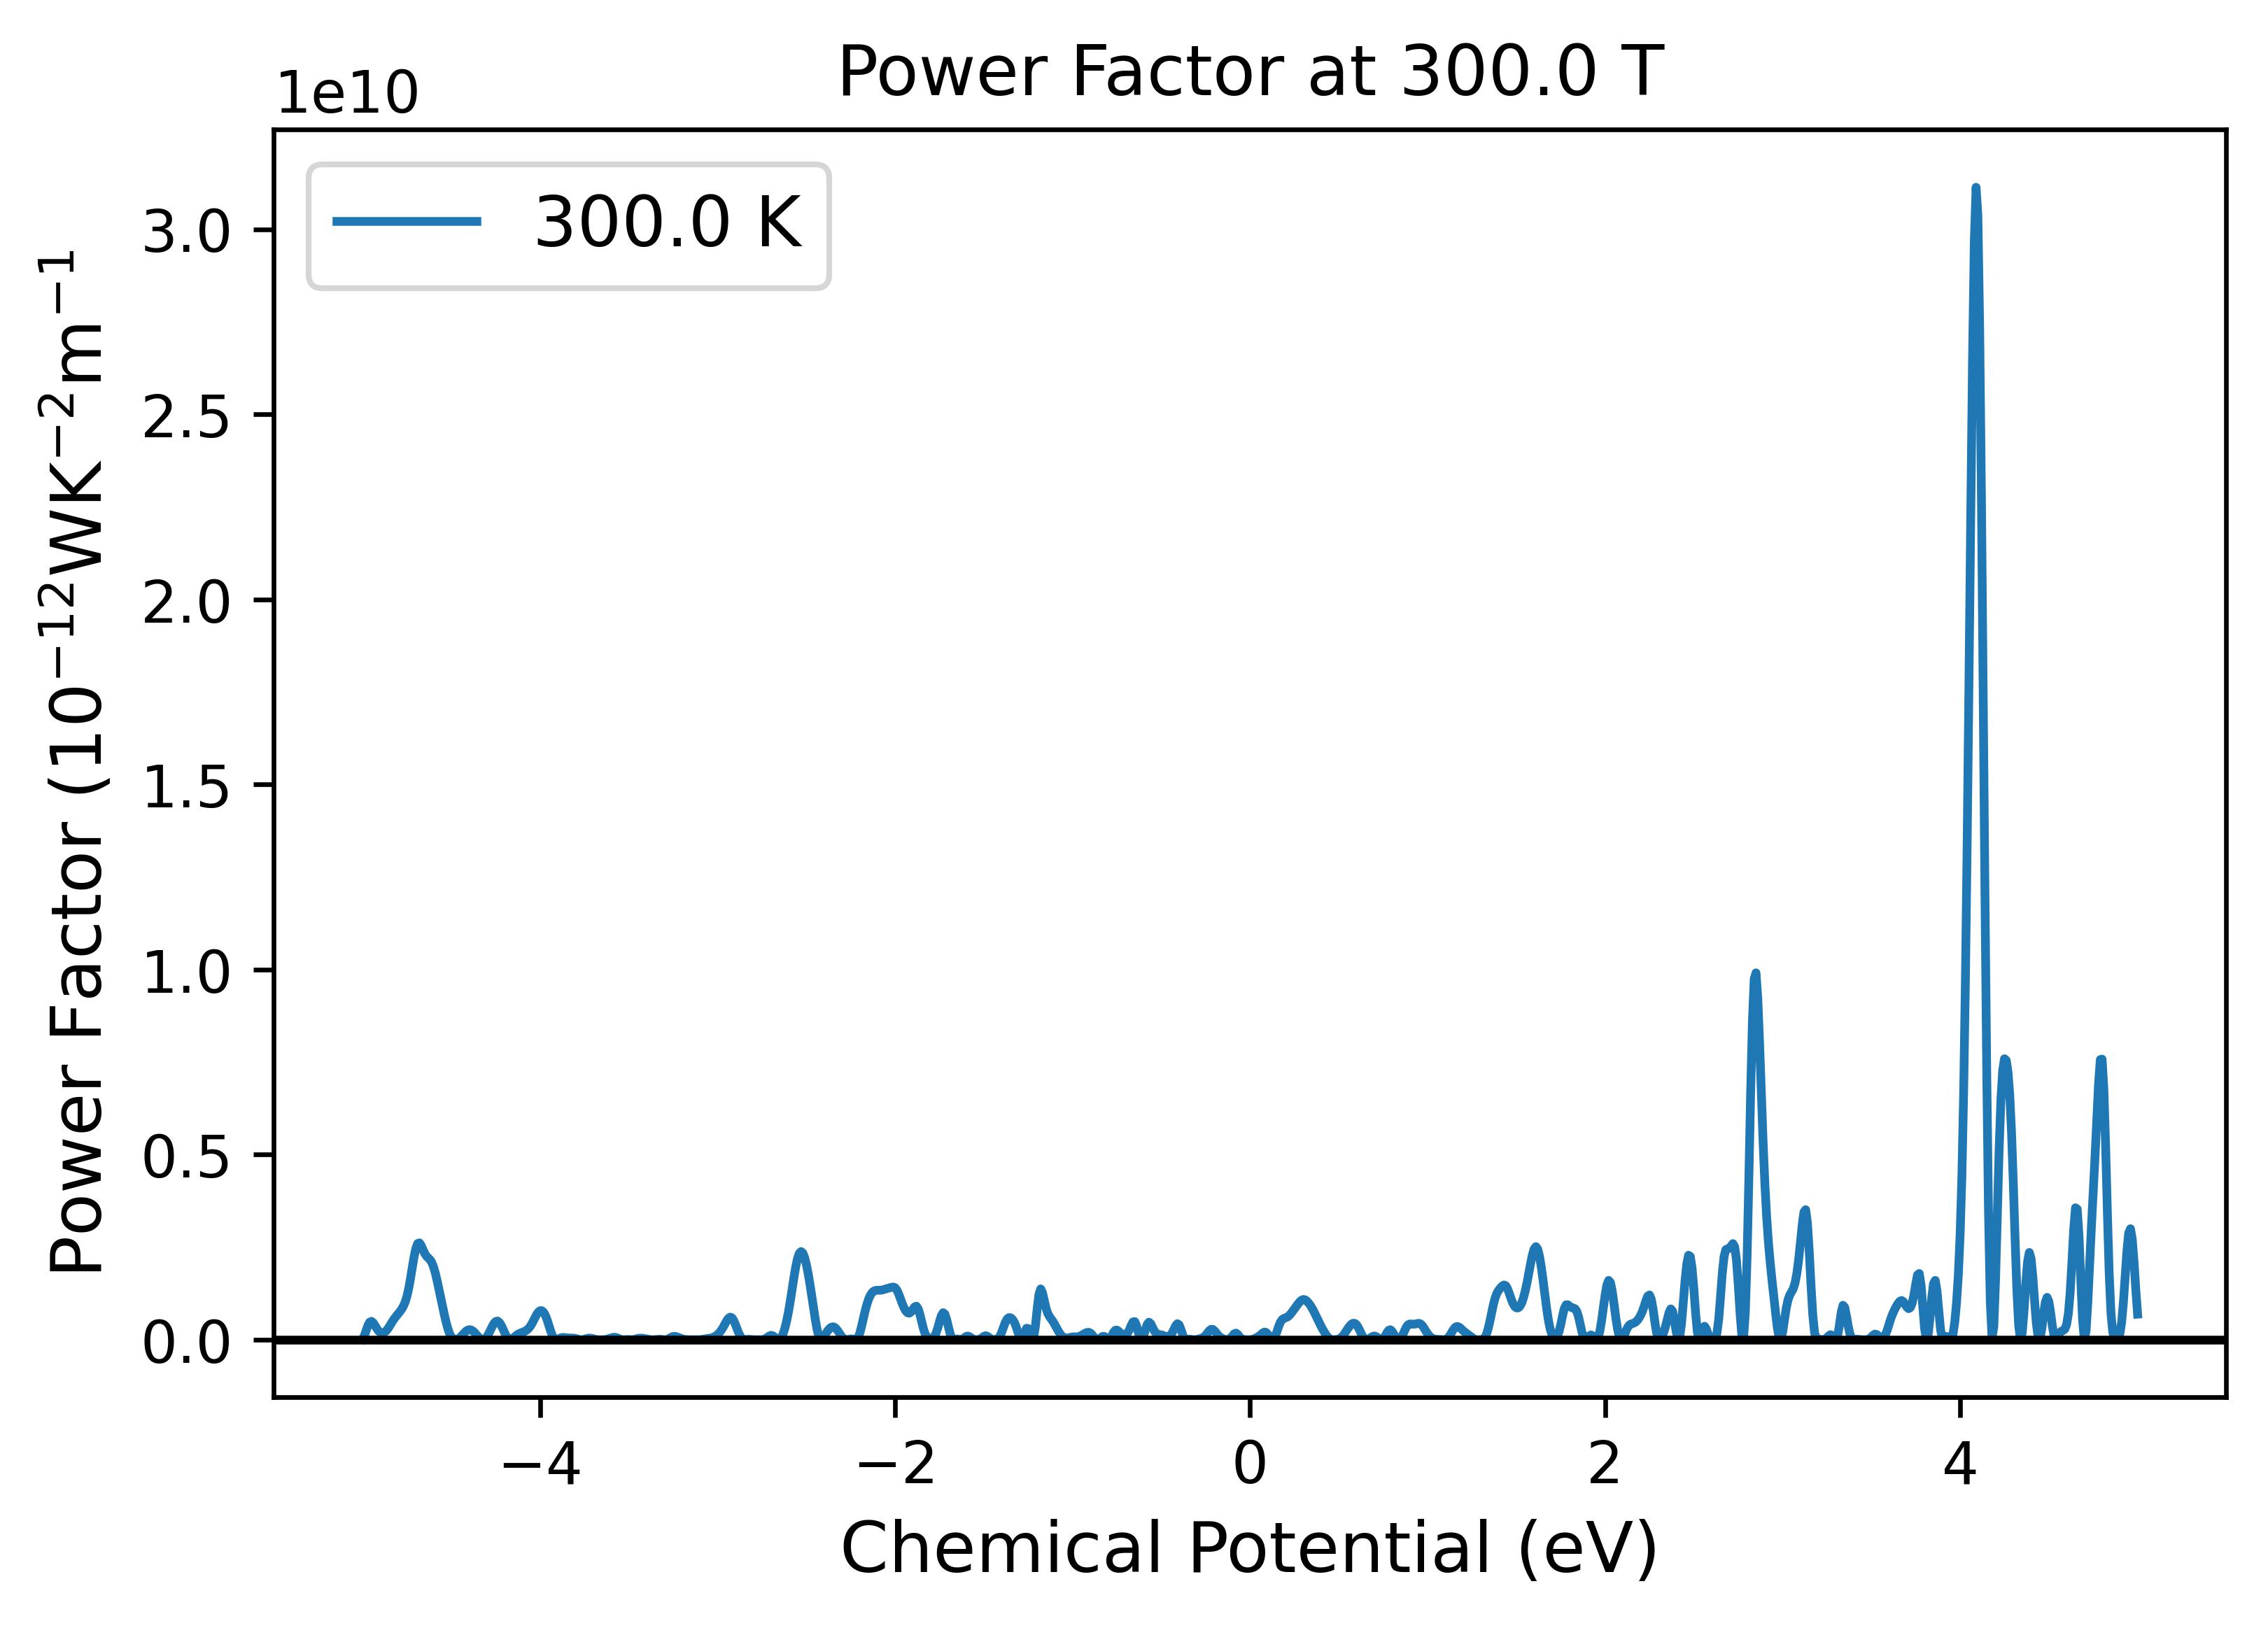 Power Factor at 300.0 T
1e10
300.0 K
Power Factor (10⁻¹²WK⁻²m⁻¹
3.0
2.5
2.0
1.5
1.0
0.5
0.0
−4 −2 0 2 4
Chemical Potential (eV)